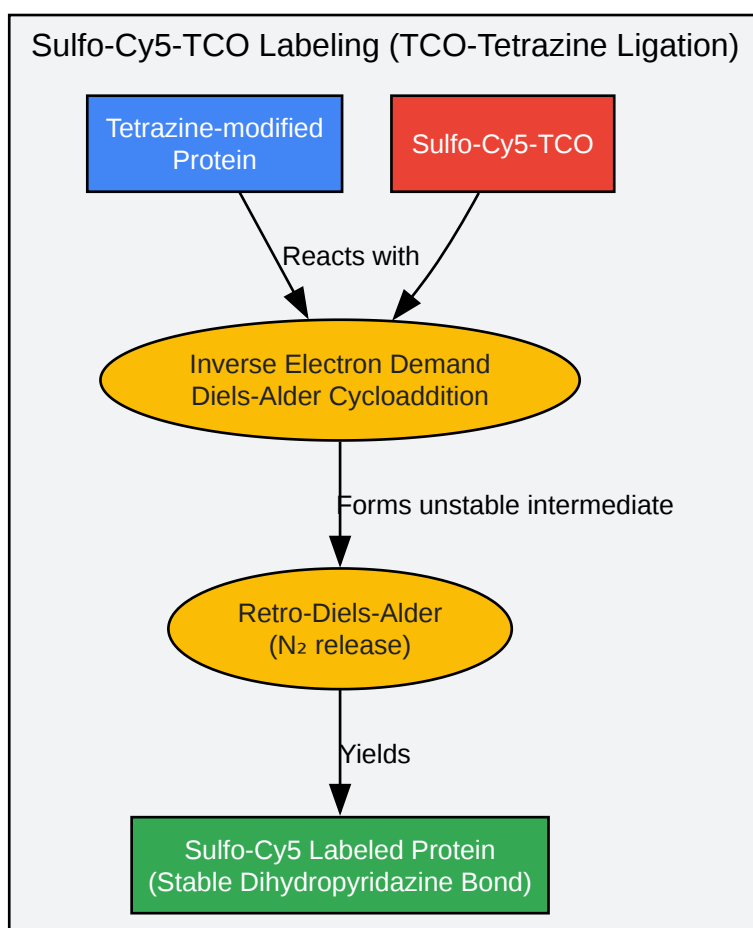 Sulfo-Cy5-TCO Labeling (TCO-Tetrazine Ligation)
Tetrazine-modified
Protein
Sulfo-Cy5-TCO
Reacts with
Inverse Electron Demand
Diels-Alder Cycloaddition
Forms unstable intermediate
Retro-Diels-Alder
(N₂ release)
Yields
Sulfo-Cy5 Labeled Protein
(Stable Dihydropyridazine Bond)